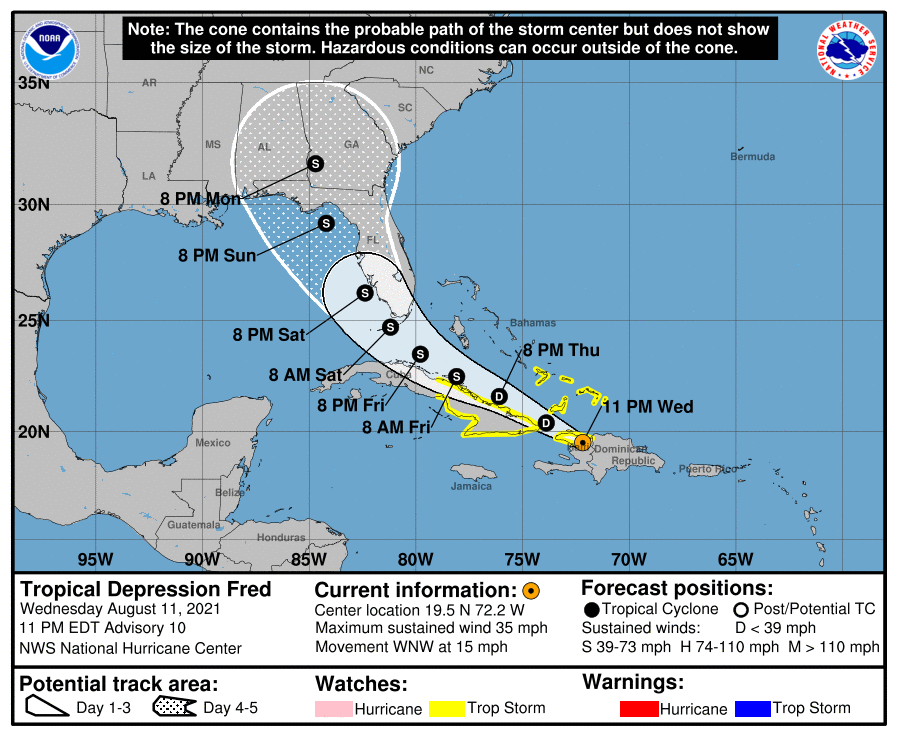 Note: The cone contains the probable path of the storm center but does not show
the size of the storm. Hazardous conditions can occur outside of the cone.
NOAA
NATIONAL WEATHER SERVICE
35N
30N
25N
20N
95W
90W
85W
80W
75W
70W
65W
AR
NC
SC
MS
AL
GA
LA
FL
Bermuda
Bahamas
Cuba
Mexico
Belize
Guatemala
Honduras
Jamaica
Dominican
Republic
Puerto Rico
8 PM Mon
S
8 PM Sun
S
8 PM Sat
S
8 AM Sat
S
8 PM Fri
S
8 AM Fri
S
8 PM Thu
D
D
11 PM Wed
Tropical Depression Fred
Wednesday August 11, 2021
11 PM EDT Advisory 10
NWS National Hurricane Center
Current information:
Center location 19.5 N 72.2 W
Maximum sustained wind 35 mph
Movement WNW at 15 mph
Forecast positions:
Tropical Cyclone Post/Potential TC
Sustained winds: D < 39 mph
S 39-73 mph H 74-110 mph M > 110 mph
Potential track area:
Day 1-3 Day 4-5
Watches:
Hurricane Trop Storm
Warnings:
Hurricane Trop Storm